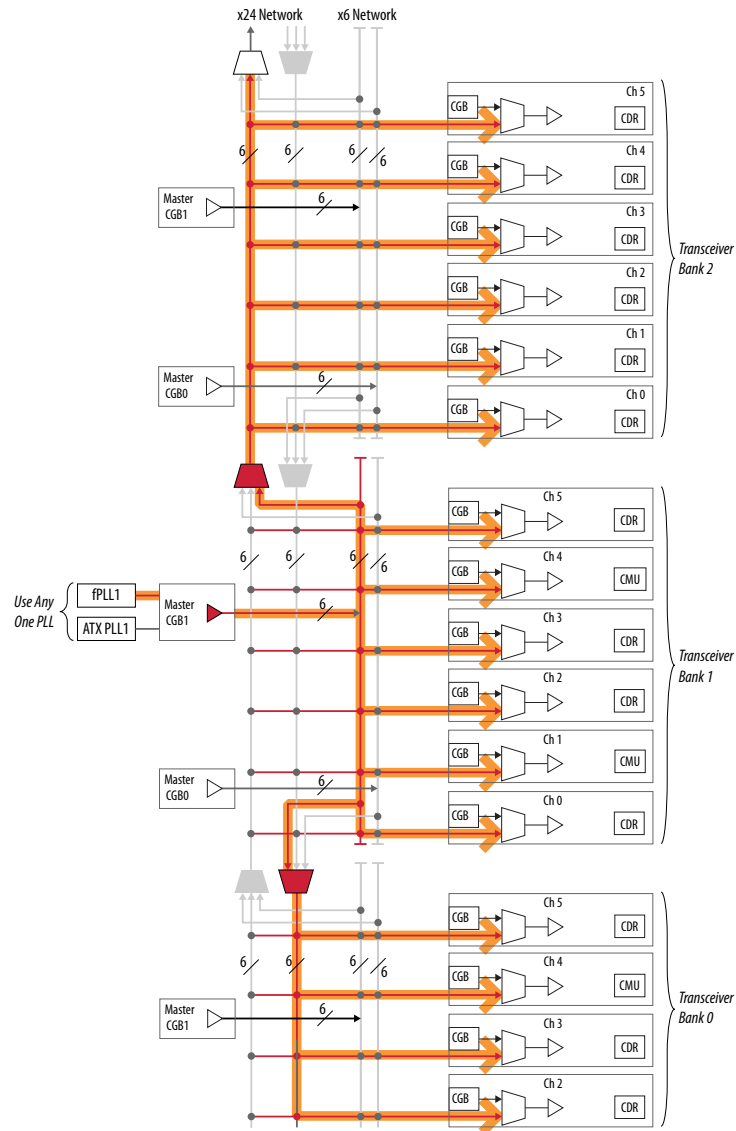 x24 Network
x6 Network
Ch 5
CGB
CDR
Ch 4
6
6
6
6
CGB
CDR
Master
CGB1
6
Ch 3
CGB
CDR
Transceiver
Bank 2
Ch 2
CGB
CDR
Ch 1
CGB
CDR
Master
CGB0
6
Ch 0
CGB
CDR
Ch 5
CGB
CDR
Ch 4
6
6
6
6
CGB
CMU
Use Any
One PLL
fPLL1
ATX PLL1
Master
CGB1
6
Ch 3
CGB
CDR
Transceiver
Bank 1
Ch 2
CGB
CDR
Ch 1
CGB
CMU
Master
CGB0
6
Ch 0
CGB
CDR
Ch 5
CGB
CDR
Ch 4
6
6
6
6
CGB
CMU
Master
CGB1
6
Transceiver
Bank 0
Ch 3
CGB
CDR
Ch 2
CGB
CDR